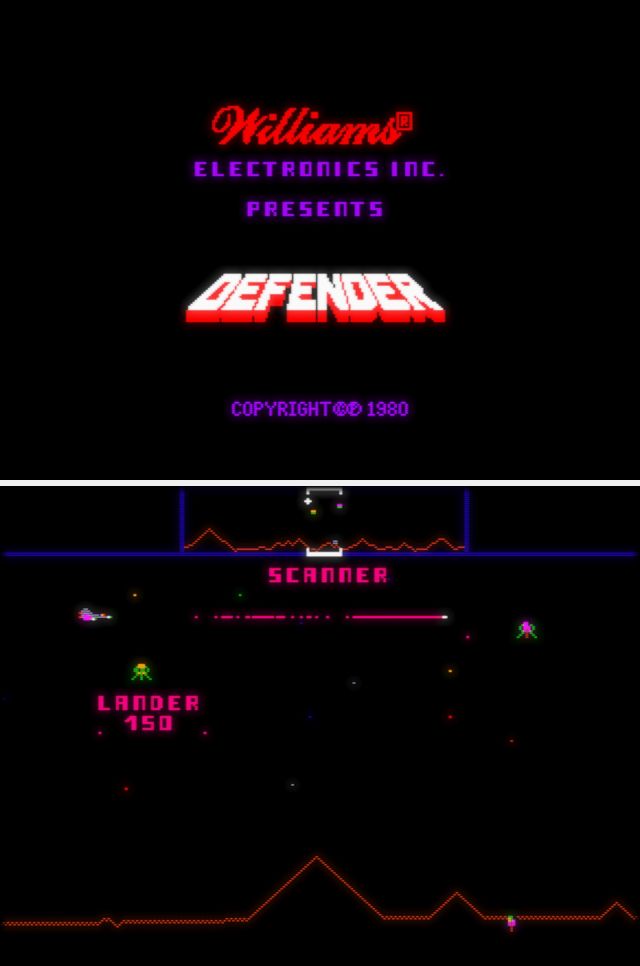 Williams®
ELECTRONICS INC.
PRESENTS
DEFENDER
COPYRIGHT©℗ 1980
SCANNER
LANDER
150